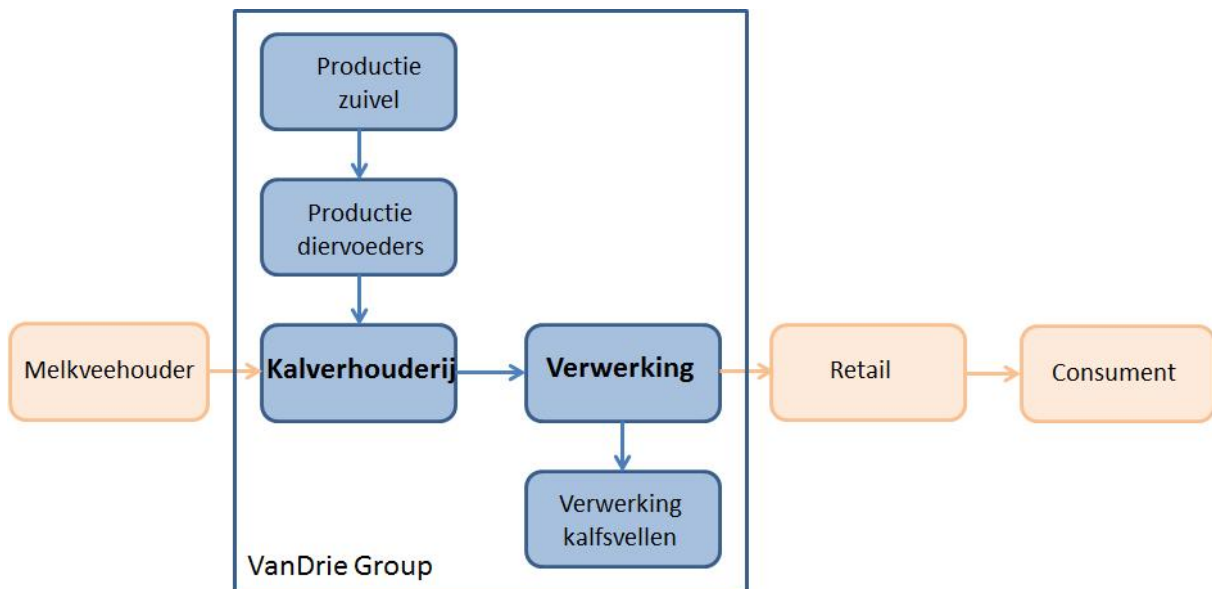 Productie
zuivel
Productie
diervoeders
Melkveehouder
Kalverhouderij
Verwerking
Retail
Consument
Verwerking
kalfsvellen
VanDrie Group